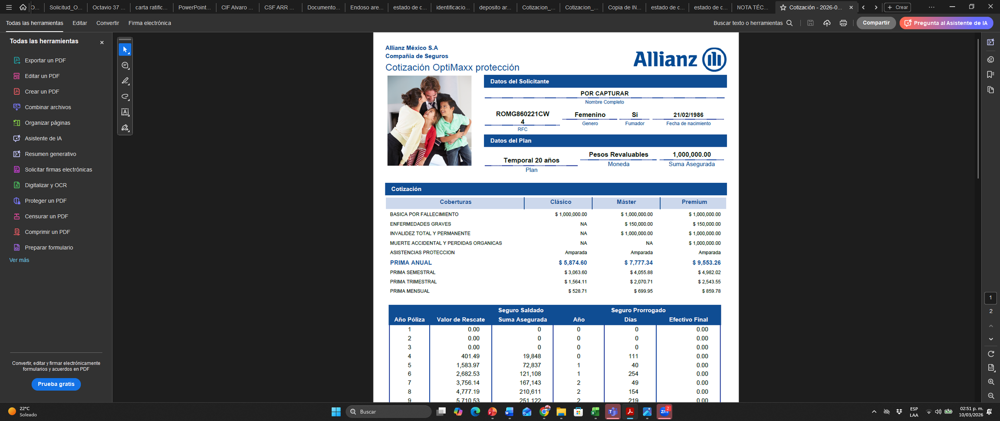 O...
Solicitud_O...
Octavio 37 ...
carta ratific...
PowerPoint...
CIF Alvaro ...
CSF ARR ...
Documento...
Endoso are...
estado de c...
identificacio...
deposito ar...
Cotizacion_...
Cotizacion_...
Copia de IN...
estado de c...
estado de c...
NOTA TÉC...
Cotización - 2026-0...
Crear
Todas las herramientas
Editar
Convertir
Firma electrónica
Buscar texto o herramientas
Compartir
Pregunta al Asistente de IA
Todas las herramientas
Exportar un PDF
Editar un PDF
Crear un PDF
Combinar archivos
Organizar páginas
Asistente de IA
Resumen generativo
Solicitar firmas electrónicas
Digitalizar y OCR
Proteger un PDF
Censurar un PDF
Comprimir un PDF
Preparar formulario
Ver más
Convertir, editar y firmar electrónicamente
formularios y acuerdos en PDF
Prueba gratis
Allianz México S.A
Compañia de Seguros
Cotización OptiMaxx protección
Allianz
Datos del Solicitante
POR CAPTURAR
Nombre Completo
ROMG860221CW
4
RFC
Femenino
Genero
Si
Fumador
21/02/1986
Fecha de nacimiento
Datos del Plan
Temporal 20 años
Plan
Pesos Revaluables
Moneda
1,000,000.00
Suma Asegurada
Cotización
Coberturas Clásico Máster Premium
BASICA POR FALLECIMIENTO $ 1,000,000.00 $ 1,000,000.00 $ 1,000,000.00
ENFERMEDADES GRAVES NA $ 150,000.00 $ 150,000.00
INVALIDEZ TOTAL Y PERMANENTE NA $ 1,000,000.00 $ 1,000,000.00
MUERTE ACCIDENTAL Y PERDIDAS ORGANICAS NA NA $ 1,000,000.00
ASISTENCIAS PROTECCION Amparada Amparada Amparada
PRIMA ANUAL $ 5,874.60 $ 7,777.34 $ 9,553.26
PRIMA SEMESTRAL $ 3,063.60 $ 4,055.88 $ 4,982.02
PRIMA TRIMESTRAL $ 1,564.11 $ 2,070.71 $ 2,543.55
PRIMA MENSUAL $ 528.71 $ 699.95 $ 859.78
Seguro Saldado Seguro Prorrogado
Año Póliza Valor de Rescate Suma Asegurada Año Días Efectivo Final
1 0.00 0 0 0 0.00
2 0.00 0 0 0 0.00
3 0.00 0 0 0 0.00
4 401.49 19,848 0 111 0.00
5 1,583.97 72,837 1 40 0.00
6 2,682.53 121,108 1 254 0.00
7 3,756.14 167,143 2 49 0.00
8 4,777.19 210,611 2 154 0.00
9 5,710.53 251,122 2 219 0.00
1
2
22°C
Soleado
Buscar
2
ESP
LAA
02:51 p. m.
10/03/2026